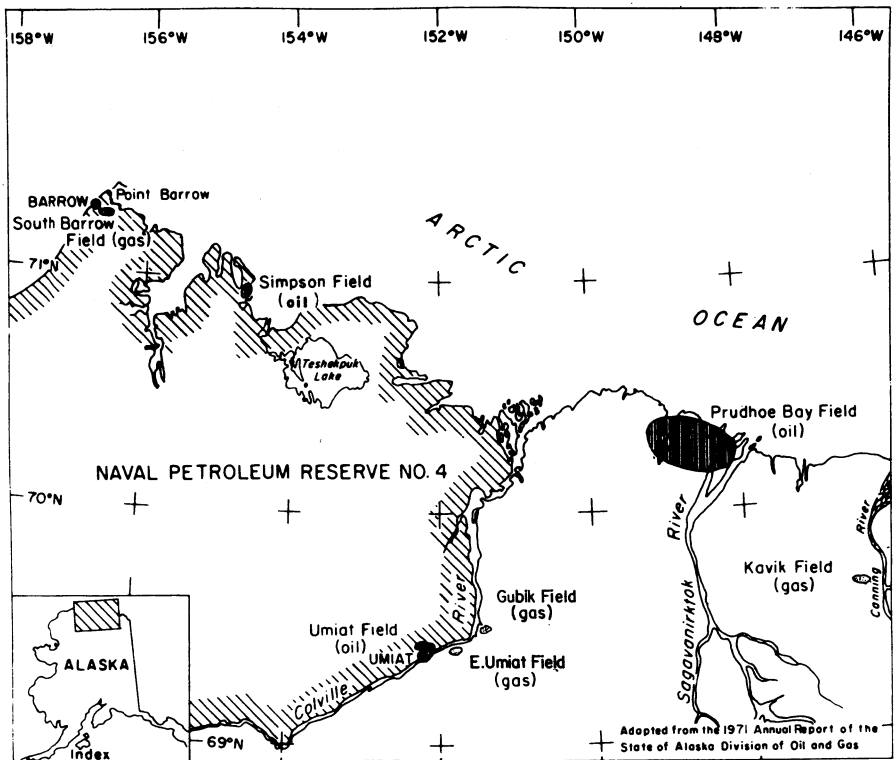 158°W 156°W 154°W 152°W 150°W 148°W 146°W
Point Barrow
BARROW
South Barrow
Field (gas)
71°N
ARCTIC
OCEAN
Simpson Field
(oil)
Teshekpuk
Lake
Prudhoe Bay Field
(oil)
NAVAL PETROLEUM RESERVE NO. 4
70°N
River
River
Kavik Field
(gas)
Canning
Gubik Field
(gas)
River
Umiat Field
(oil)
UMIAT
E.Umiat Field
(gas)
Sagavanirktok
Colville
ALASKA
Index
69°N
Adapted from the 1971 Annual Report of the
State of Alaska Division of Oil and Gas